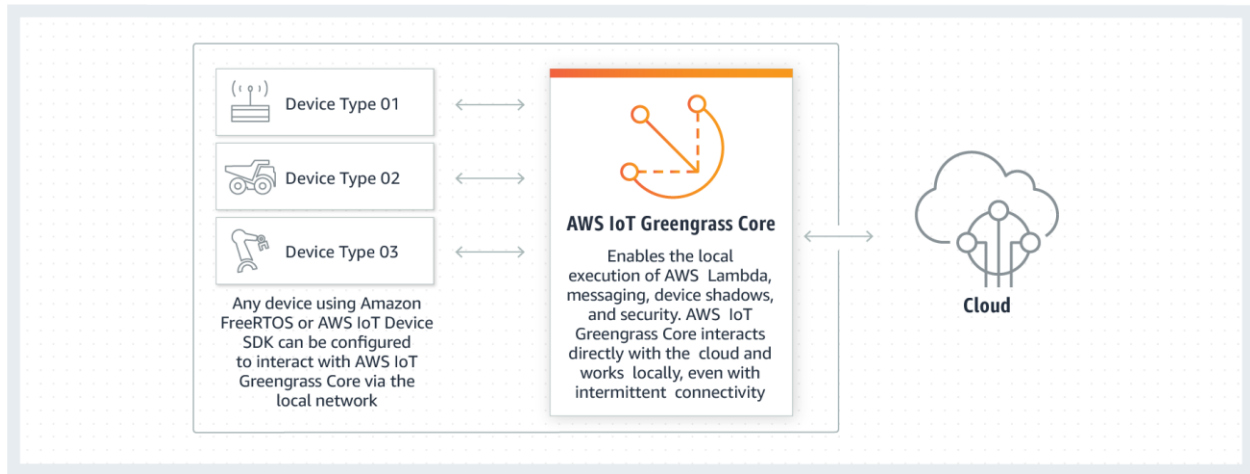 Device Type 01
Device Type 02
Device Type 03
Any device using Amazon
FreeRTOS or AWS IoT Device
SDK can be configured
to interact with AWS IoT
Greengrass Core via the
local network
AWS IoT Greengrass Core
Enables the local
execution of AWS Lambda,
messaging, device shadows,
and security. AWS IoT
Greengrass Core interacts
directly with the cloud and
works locally, even with
intermittent connectivity
Cloud